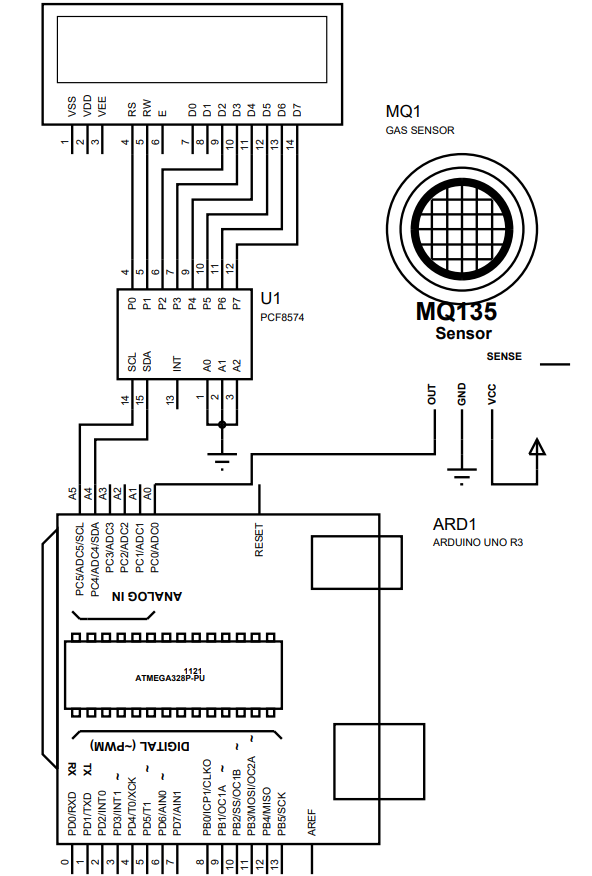 VSS VDD VEE RS RW E D0 D1 D2 D3 D4 D5 D6 D7
1 2 3 4 5 6 7 8 9 10 11 12 13 14
MQ1
GAS SENSOR
MQ135
Sensor
SENSE
OUT GND VCC
4 5 6 7 9 10 11 12
P0 P1 P2 P3 P4 P5 P6 P7
U1
PCF8574
SCL SDA INT A0 A1 A2
14 15 13 1 2 3
A5 A4 A3 A2 A1 A0
PC5/ADC5/SCL
PC4/ADC4/SDA
PC3/ADC3
PC2/ADC2
PC1/ADC1
PC0/ADC0
RESET
ARD1
ARDUINO UNO R3
ANALOG IN
1121
ATMEGA328P-PU
DIGITAL (~PWM)
RX TX ~ ~ ~ ~ ~ ~
PD0/RXD
PD1/TXD
PD2/INT0
PD3/INT1
PD4/T0/XCK
PD5/T1
PD6/AIN0
PD7/AIN1
PB0/ICP1/CLKO
PB1/OC1A
PB2/SS/OC1B
PB3/MOSI/OC2A
PB4/MISO
PB5/SCK
AREF
0 1 2 3 4 5 6 7 8 9 10 11 12 13